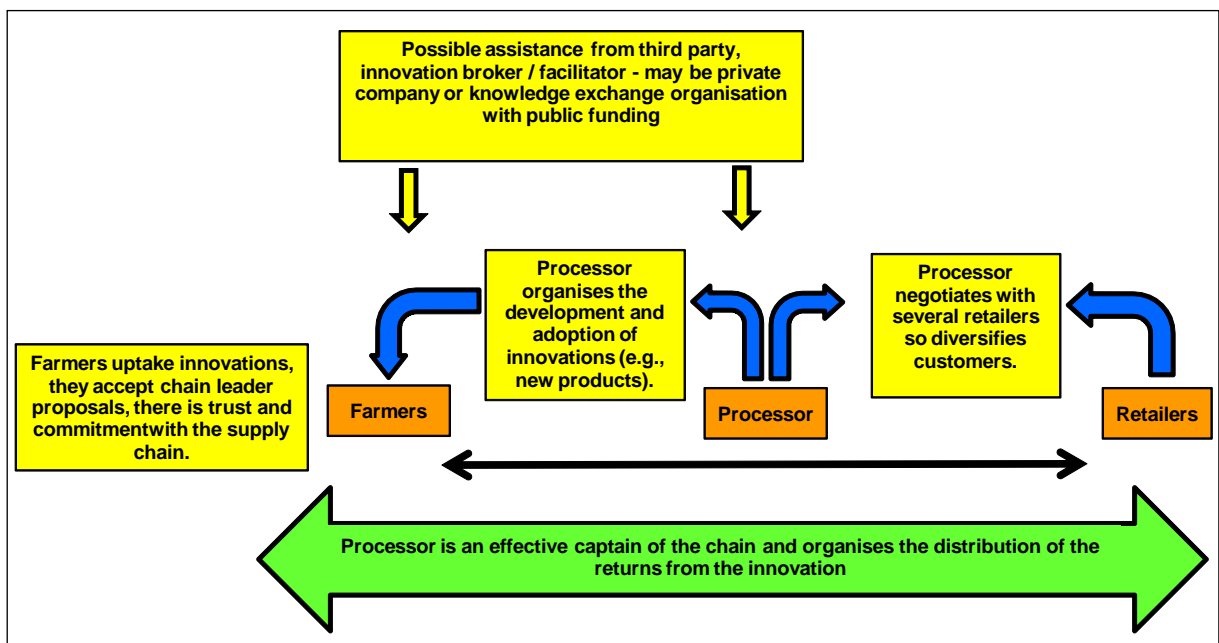 Possible assistance from third party,
innovation broker / facilitator - may be private
company or knowledge exchange organisation
with public funding
Processor
organises the
development and
adoption of
innovations (e.g.,
new products).
Processor
negotiates with
several retailers
so diversifies
customers.
Farmers uptake innovations,
they accept chain leader
proposals, there is trust and
commitmentwith the supply
chain.
Farmers
Processor
Retailers
Processor is an effective captain of the chain and organises the distribution of the
returns from the innovation